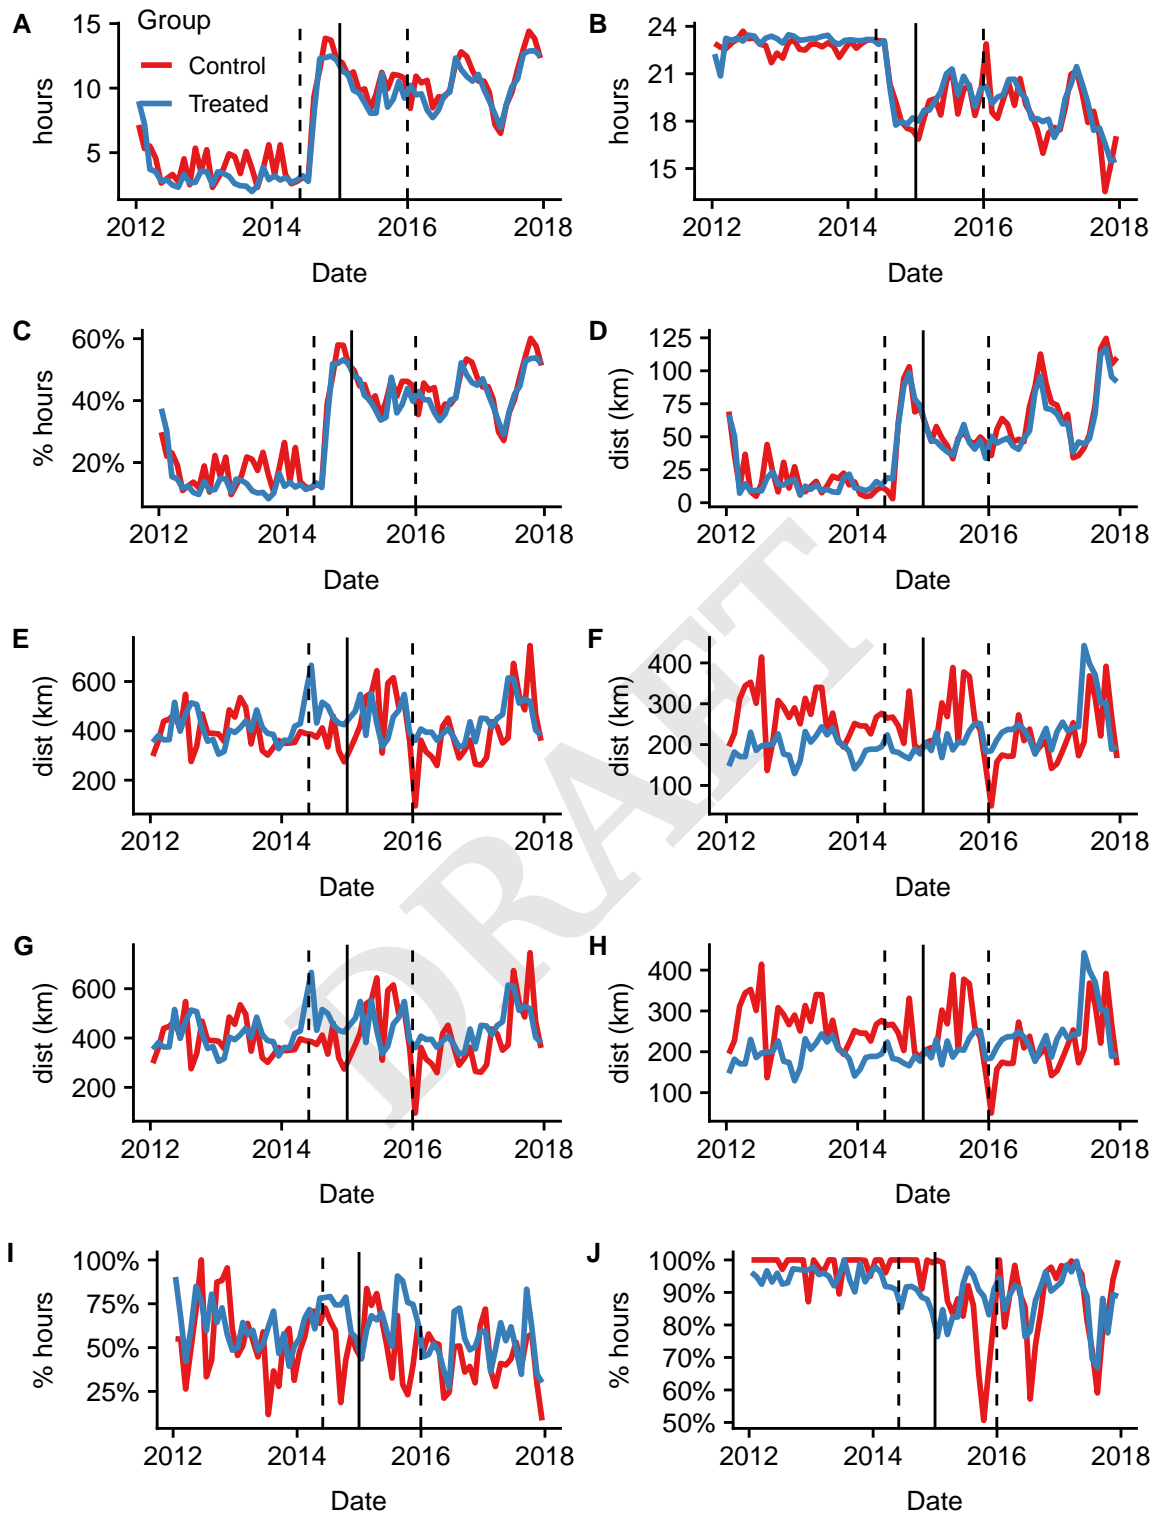 A
Group
Control
Treated
15
10
5
hours
2012 2014 2016 2018
Date
B
24
21
18
15
hours
2012 2014 2016 2018
Date
C
60%
40%
20%
% hours
2012 2014 2016 2018
Date
D
125
100
75
50
25
0
dist (km)
2012 2014 2016 2018
Date
E
600
400
200
dist (km)
2012 2014 2016 2018
Date
F
400
300
200
100
dist (km)
2012 2014 2016 2018
Date
G
600
400
200
dist (km)
2012 2014 2016 2018
Date
H
400
300
200
100
dist (km)
2012 2014 2016 2018
Date
I
100%
75%
50%
25%
% hours
2012 2014 2016 2018
Date
J
100%
90%
80%
70%
60%
50%
% hours
2012 2014 2016 2018
Date
DRAFT